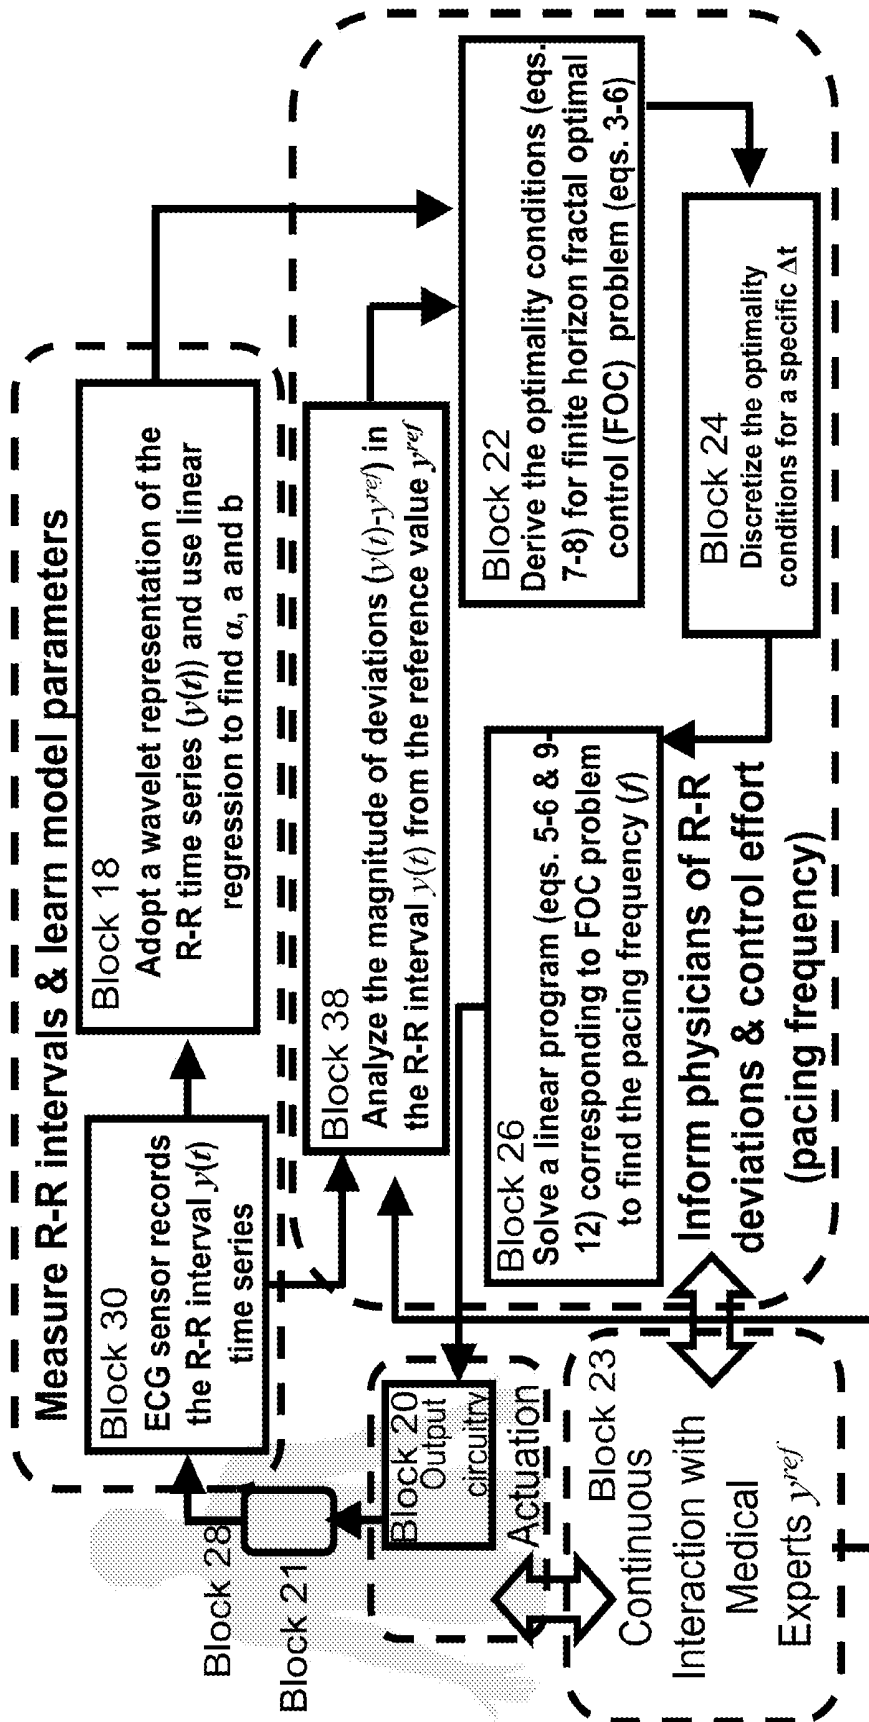 Measure R-R intervals & learn model parameters
Block 30
ECG sensor records
the R-R interval y(t)
time series
Block 18
Adopt a wavelet representation of the
R-R time series (y(t)) and use linear
regression to find α, a and b
Block 28
Block 21
Block 38
Analyze the magnitude of deviations (y(t)-y^ref) in
the R-R interval y(t) from the reference value y^ref
Block 20
Output
circuitry
Actuation
Block 26
Solve a linear program (eqs. 5-6 & 9-
12) corresponding to FOC problem
to find the pacing frequency (f)
Block 22
Derive the optimality conditions (eqs.
7-8) for finite horizon fractal optimal
control (FOC) problem (eqs. 3-6)
Block 24
Discretize the optimality
conditions for a specific Δt
Inform physicians of R-R
deviations & control effort
(pacing frequency)
Block 23
Continuous
Interaction with
Medical
Experts y^ref